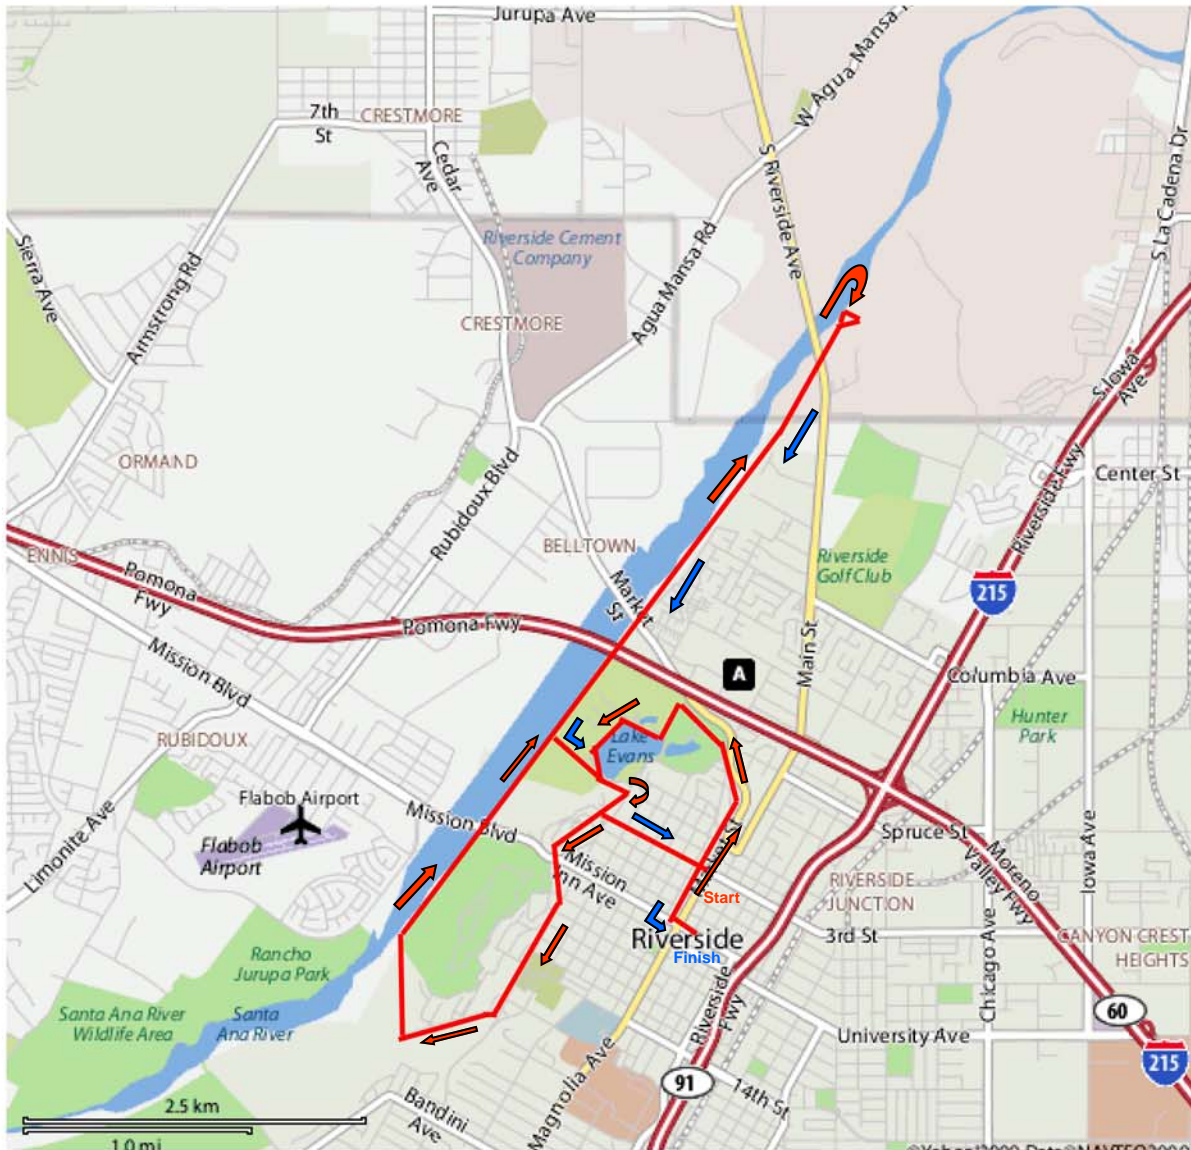 Jurupa Ave
W Agua Mansa
7th
St
CRESTMORE
Cedar
Ave
S Riverside Ave
S La Cadena Dr
Sierra Ave
Armstrong Rd
Riverside Cement
Company
Agua Mansa Rd
CRESTMORE
S Iowa
Ave
ORMAND
Rubidoux Blvd
Center St
Riverside Fwy
BELLTOWN
Riverside
Golf Club
215
Pomona
Fwy
Market
St
Pomona Fwy
Main St
Mission Blvd
A
Columbia Ave
Hunter
Park
RUBIDOUX
Lake
Evans
Flabob Airport
Flabob
Airport
Limonite Ave
Mission Blvd
Spruce St
Iowa Ave
Moreno
Valley Fwy
Mission
Inn Ave
RIVERSIDE
JUNCTION
Start
3rd St
Riverside
Finish
CANYON CREST
HEIGHTS
Rancho
Jurupa Park
Chicago Ave
Santa Ana River
Wildlife Area
Santa
Ana River
Riverside
Fwy
60
University Ave
215
Magnolia Ave
91
14th St
2.5 km
Bandini
Ave
1.0 mi